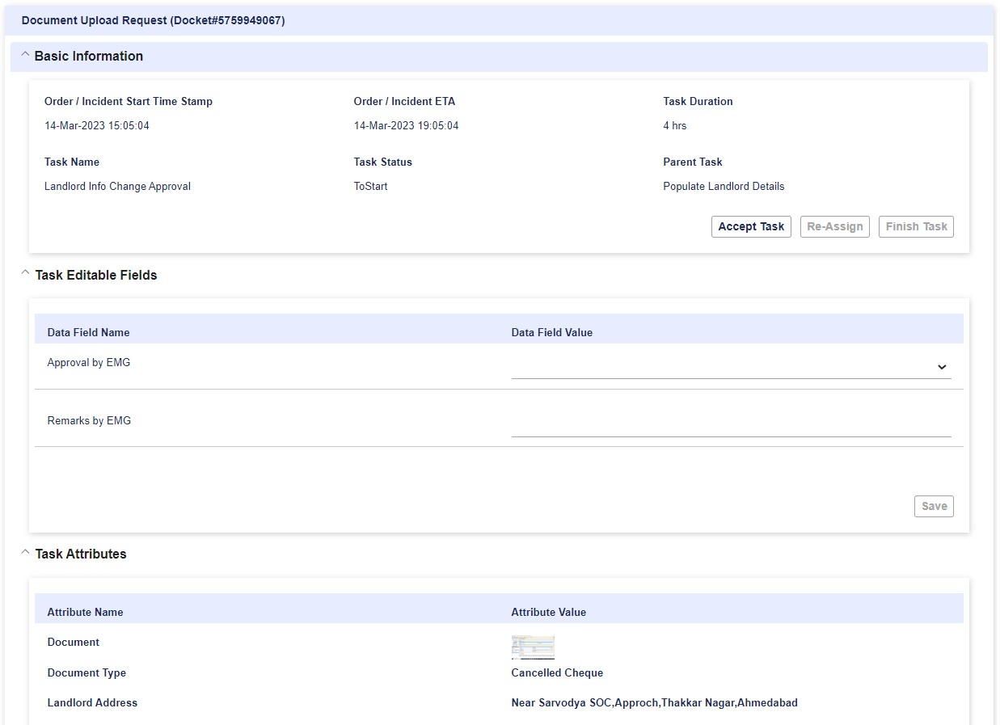 Document Upload Request (Docket#5759949067)
Basic Information
Order / Incident Start Time Stamp
Order / Incident ETA
Task Duration
14-Mar-2023 15:05:04
14-Mar-2023 19:05:04
4 hrs
Task Name
Task Status
Parent Task
Landlord Info Change Approval
ToStart
Populate Landlord Details
Accept Task
Re-Assign
Finish Task
Task Editable Fields
Data Field Name
Data Field Value
Approval by EMG
Remarks by EMG
Save
Task Attributes
Attribute Name
Attribute Value
Document
Document Type
Cancelled Cheque
Landlord Address
Near Sarvodya SOC,Approch,Thakkar Nagar,Ahmedabad